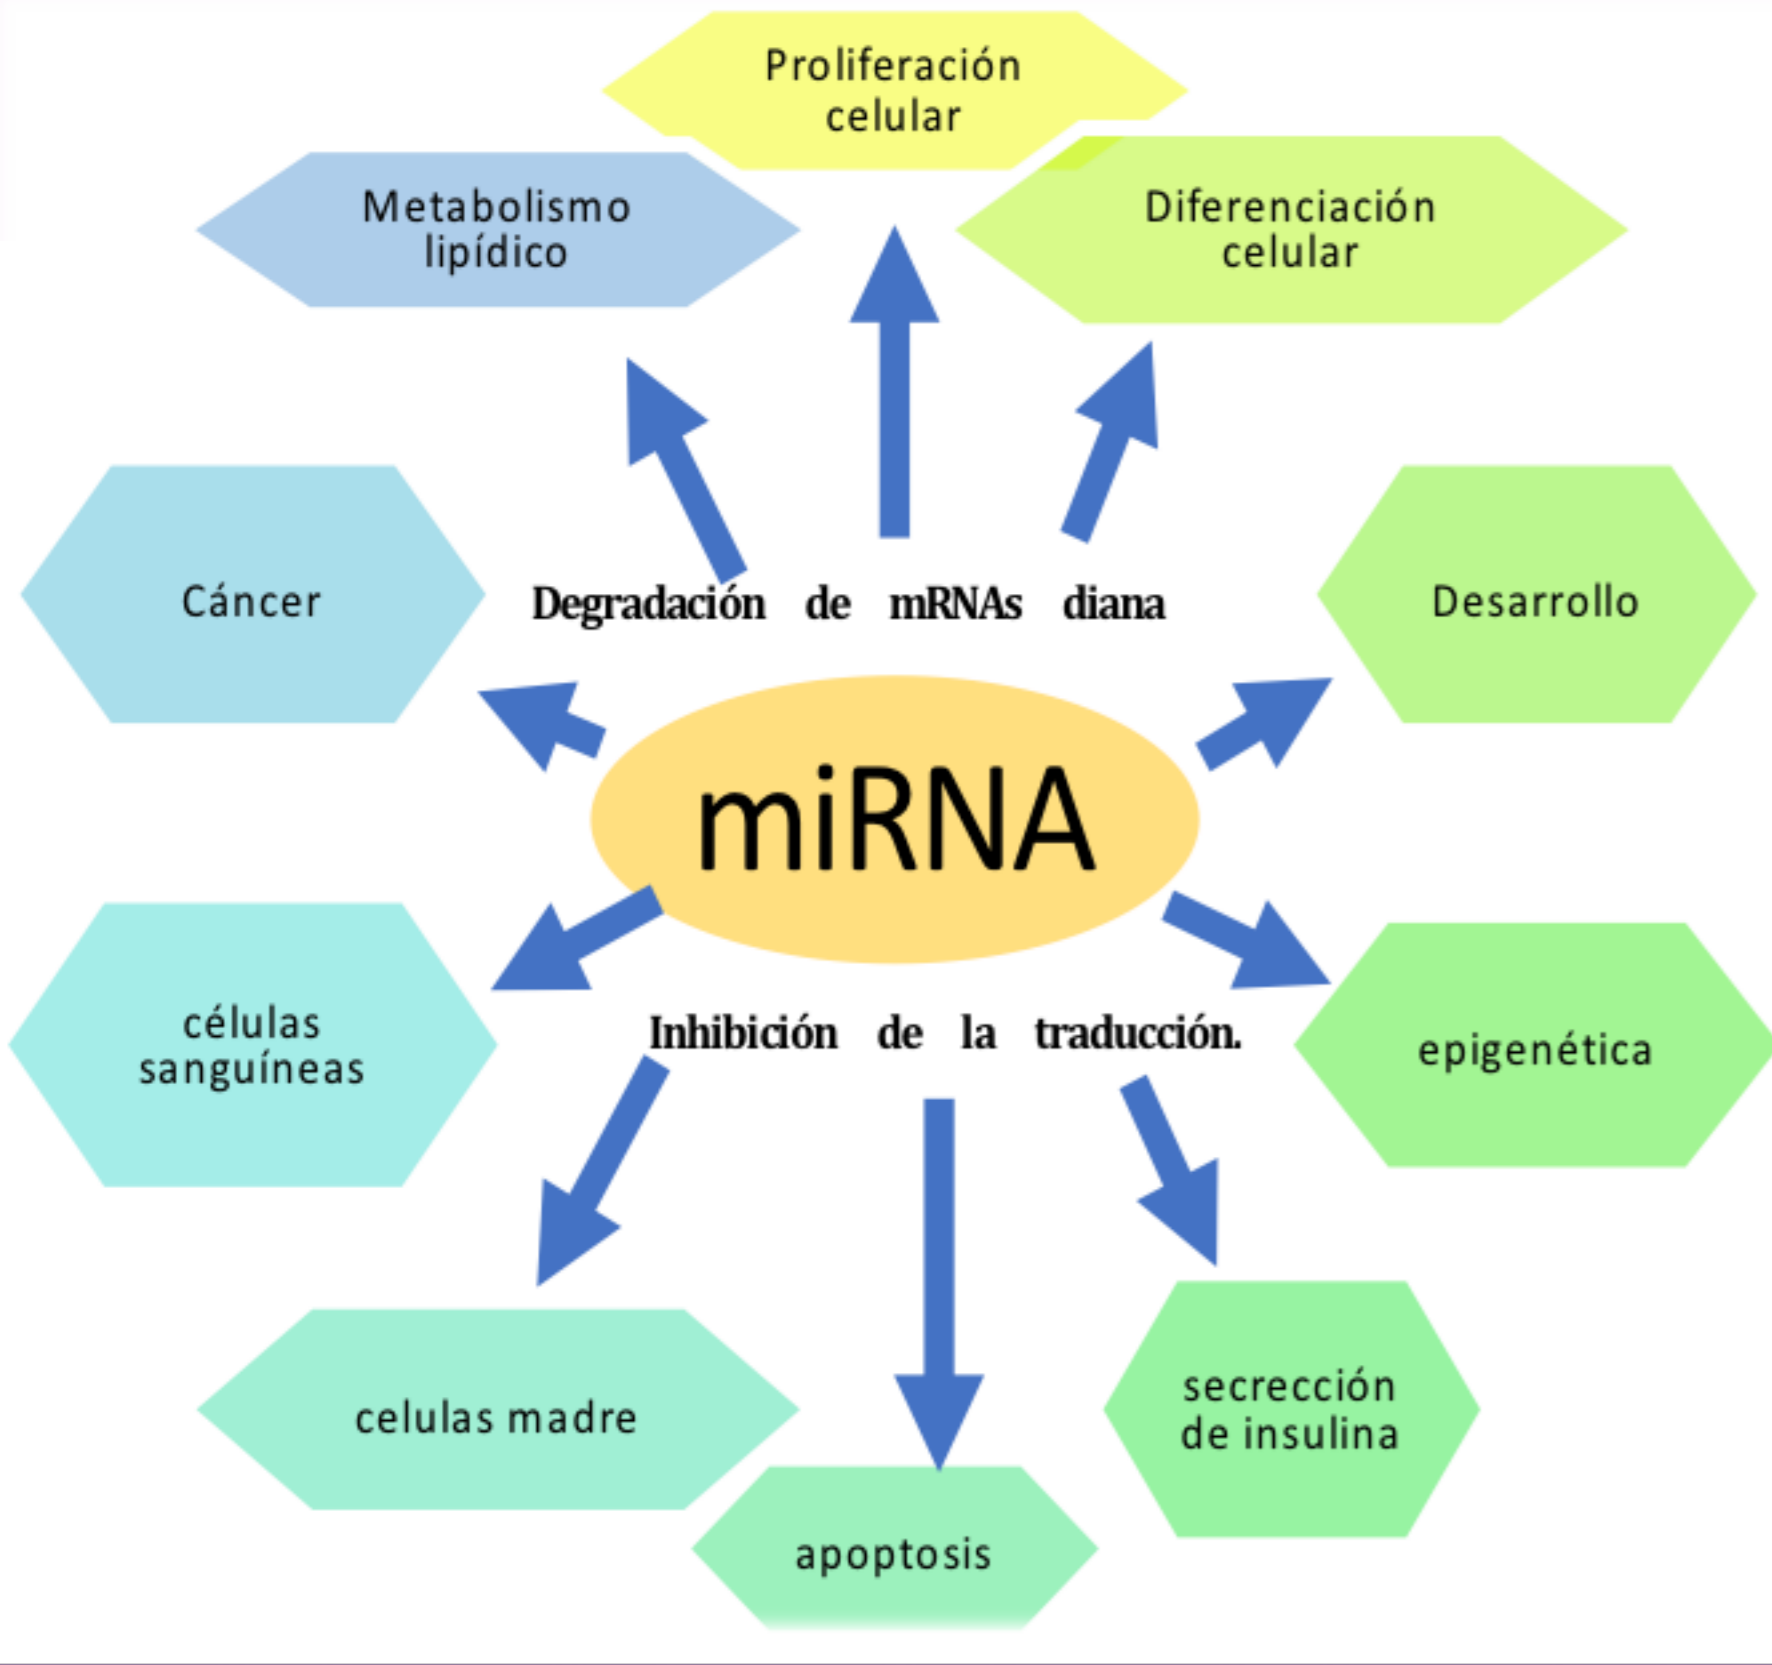 Proliferación
celular
Metabolismo
lipídico
Diferenciación
celular
Cáncer
Degradación de mRNAs diana
Desarrollo
miRNA
células
sanguíneas
Inhibición de la traducción.
epigenética
celulas madre
secrección
de insulina
apoptosis